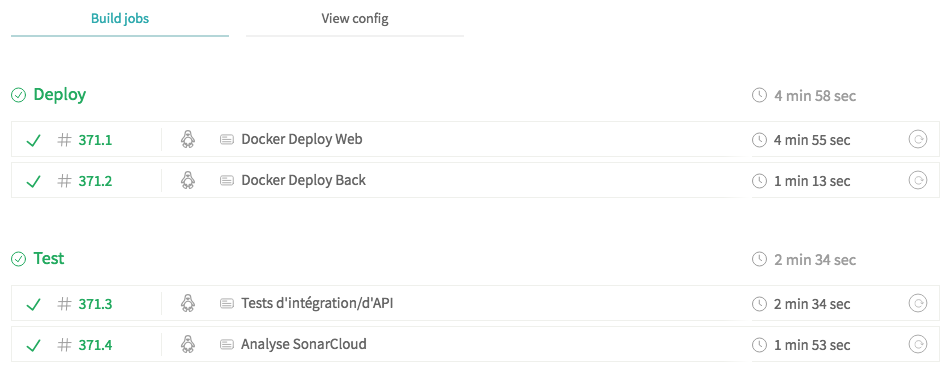 Build jobs View config
Deploy 4 min 58 sec
# 371.1 Docker Deploy Web 4 min 55 sec
# 371.2 Docker Deploy Back 1 min 13 sec
Test 2 min 34 sec
# 371.3 Tests d'intégration/d'API 2 min 34 sec
# 371.4 Analyse SonarCloud 1 min 53 sec